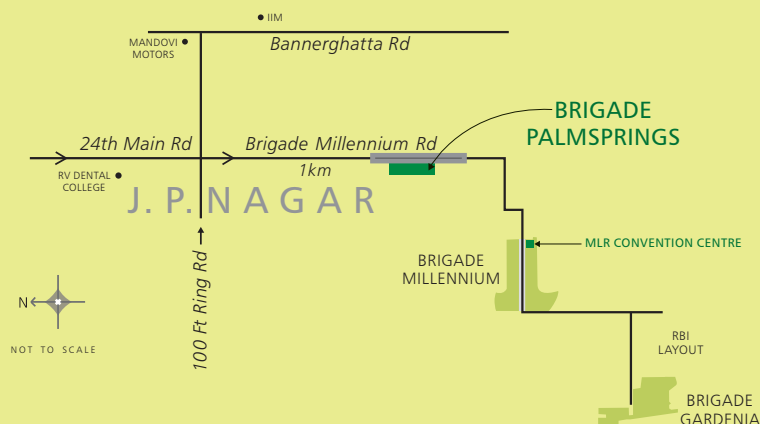 IIM
MANDOVI
MOTORS
Bannerghatta Rd
BRIGADE
PALMSPRINGS
24th Main Rd
Brigade Millennium Rd
1km
RV DENTAL
COLLEGE
J. P. NAGAR
MLR CONVENTION CENTRE
BRIGADE
MILLENNIUM
100 Ft Ring Rd
N
NOT TO SCALE
RBI
LAYOUT
BRIGADE
GARDENIA